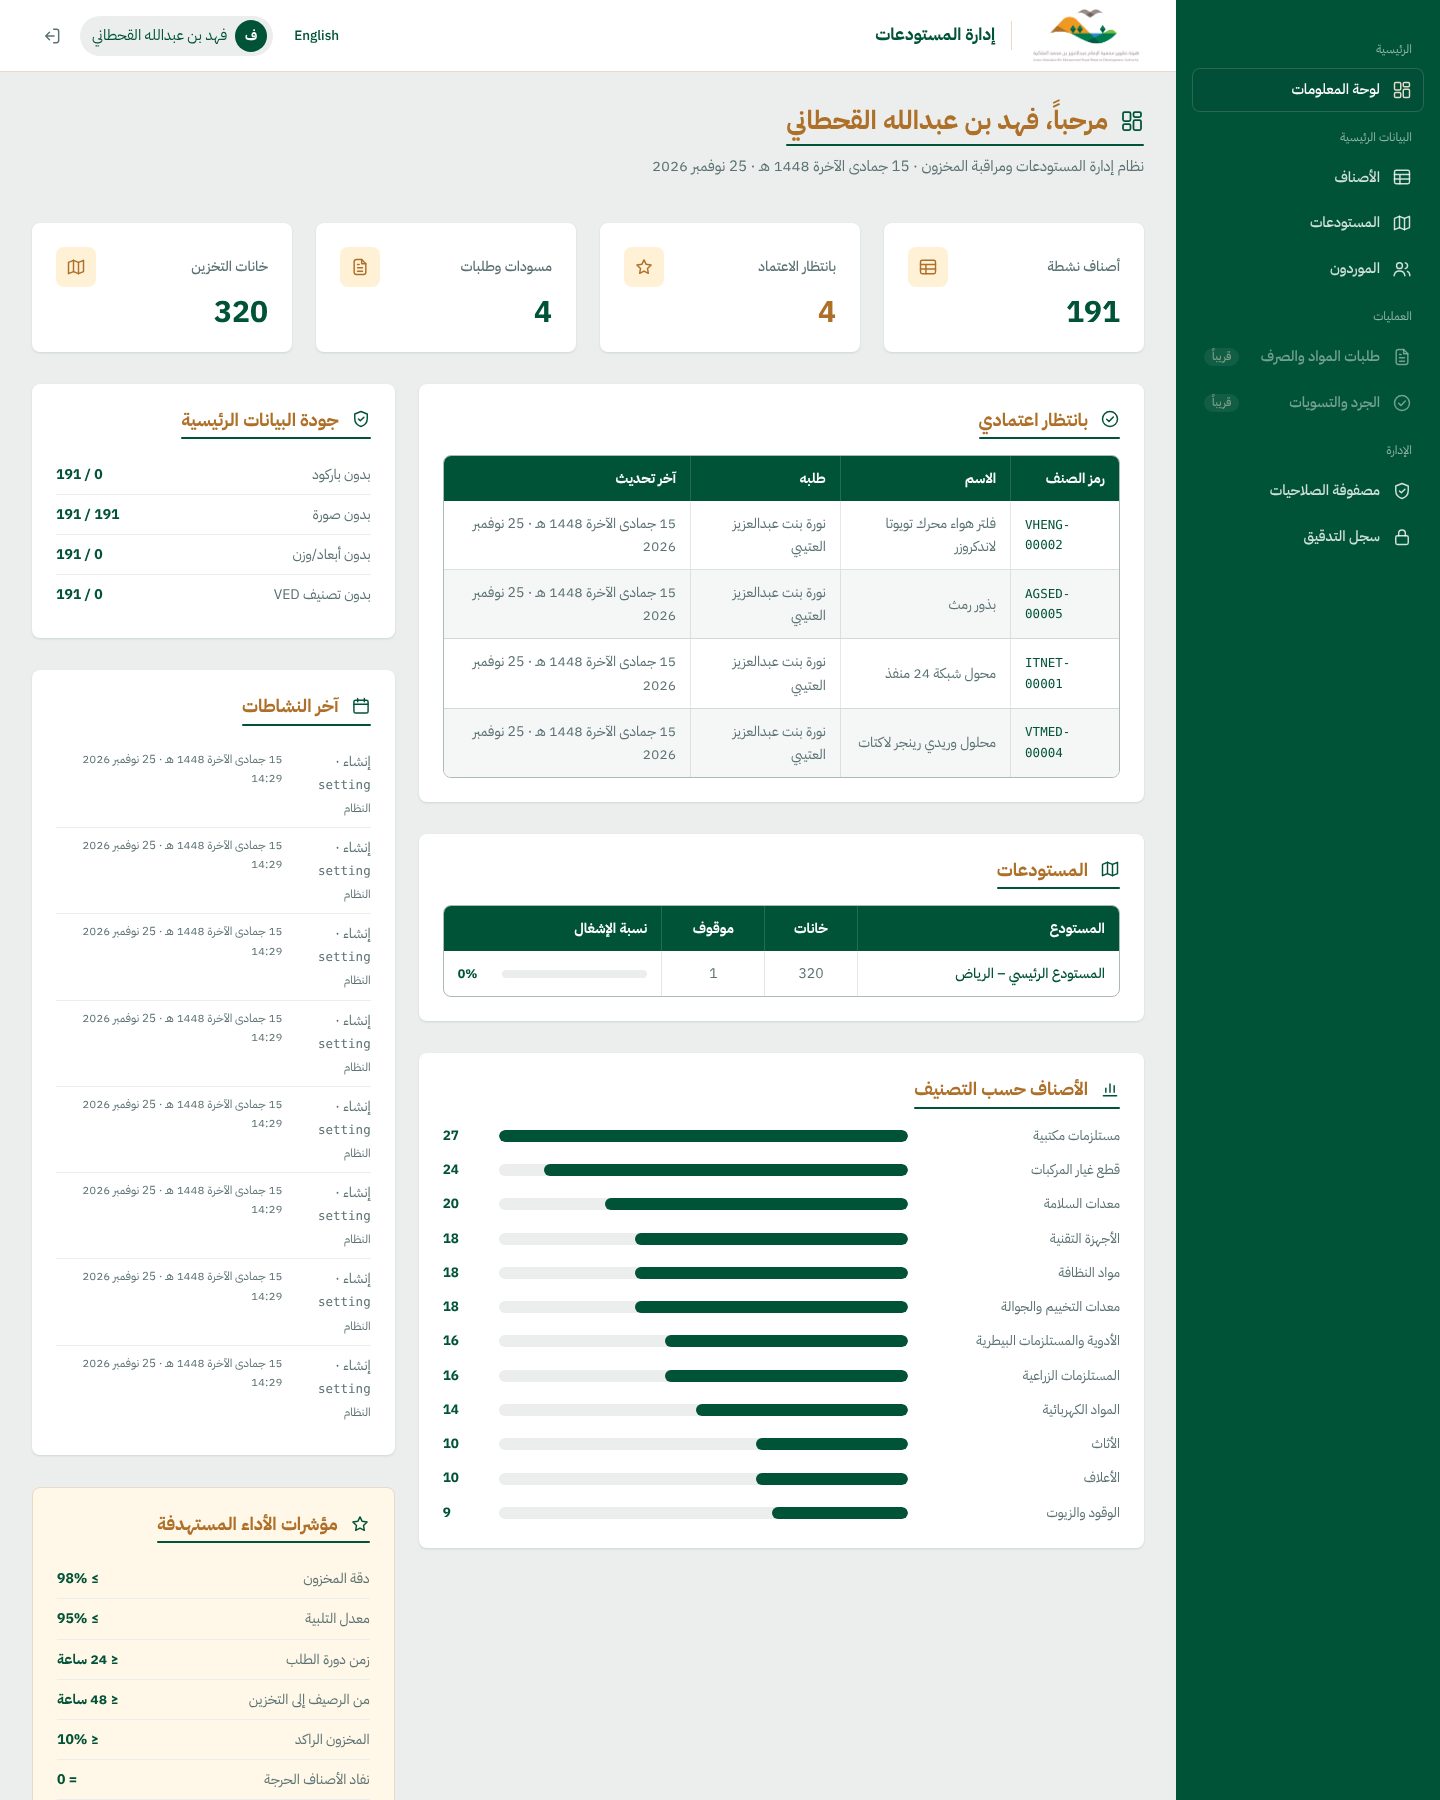 الرئيسية
لوحة المعلومات
البيانات الرئيسية
الأصناف
المستودعات
الموردون
العمليات
طلبات المواد والصرف قريباً
الجرد والتسويات قريباً
الإدارة
مصفوفة الصلاحيات
سجل التدقيق
إدارة المستودعات
English
ف فهد بن عبدالله القحطاني
مرحباً، فهد بن عبدالله القحطاني
نظام إدارة المستودعات ومراقبة المخزون · 15 جمادى الآخرة 1448 هـ · 25 نوفمبر 2026
أصناف نشطة
191
بانتظار الاعتماد
4
مسودات وطلبات
4
خانات التخزين
320
بانتظار اعتمادي
رمز الصنف الاسم طلبه آخر تحديث
VHENG-00002 فلتر هواء محرك تويوتا لاندكروزر نورة بنت عبدالعزيز العتيبي 15 جمادى الآخرة 1448 هـ · 25 نوفمبر 2026
AGSED-00005 بذور رمث نورة بنت عبدالعزيز العتيبي 15 جمادى الآخرة 1448 هـ · 25 نوفمبر 2026
ITNET-00001 محول شبكة 24 منفذ نورة بنت عبدالعزيز العتيبي 15 جمادى الآخرة 1448 هـ · 25 نوفمبر 2026
VTMED-00004 محلول وريدي رينجر لاكتات نورة بنت عبدالعزيز العتيبي 15 جمادى الآخرة 1448 هـ · 25 نوفمبر 2026
المستودعات
المستودع خانات موقوف نسبة الإشغال
المستودع الرئيسي – الرياض 320 1 0%
الأصناف حسب التصنيف
مستلزمات مكتبية 27
قطع غيار المركبات 24
معدات السلامة 20
الأجهزة التقنية 18
مواد النظافة 18
معدات التخييم والجوالة 18
الأدوية والمستلزمات البيطرية 16
المستلزمات الزراعية 16
المواد الكهربائية 14
الأثاث 10
الأعلاف 10
الوقود والزيوت 9
جودة البيانات الرئيسية
بدون باركود 0 / 191
بدون صورة 191 / 191
بدون أبعاد/وزن 0 / 191
بدون تصنيف VED 0 / 191
آخر النشاطات
إنشاء · setting 15 جمادى الآخرة 1448 هـ · 25 نوفمبر 2026 14:29
النظام
إنشاء · setting 15 جمادى الآخرة 1448 هـ · 25 نوفمبر 2026 14:29
النظام
إنشاء · setting 15 جمادى الآخرة 1448 هـ · 25 نوفمبر 2026 14:29
النظام
إنشاء · setting 15 جمادى الآخرة 1448 هـ · 25 نوفمبر 2026 14:29
النظام
إنشاء · setting 15 جمادى الآخرة 1448 هـ · 25 نوفمبر 2026 14:29
النظام
إنشاء · setting 15 جمادى الآخرة 1448 هـ · 25 نوفمبر 2026 14:29
النظام
إنشاء · setting 15 جمادى الآخرة 1448 هـ · 25 نوفمبر 2026 14:29
النظام
إنشاء · setting 15 جمادى الآخرة 1448 هـ · 25 نوفمبر 2026 14:29
النظام
مؤشرات الأداء المستهدفة
دقة المخزون ≥ 98%
معدل التلبية ≥ 95%
زمن دورة الطلب ≤ 24 ساعة
من الرصيف إلى التخزين ≤ 48 ساعة
المخزون الراكد ≤ 10%
نفاد الأصناف الحرجة = 0